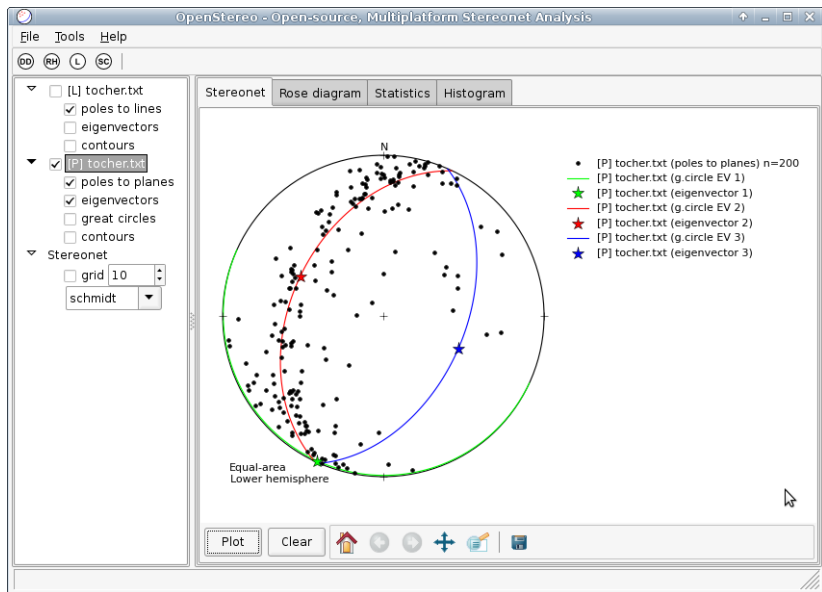 OpenStereo - Open-source, Multiplatform Stereonet Analysis
File Tools Help
DD RH L SC
[L] tocher.txt
poles to lines
eigenvectors
contours
[P] tocher.txt
poles to planes
eigenvectors
great circles
contours
Stereonet
grid 10
schmidt
Stereonet Rose diagram Statistics Histogram
N
[P] tocher.txt (poles to planes) n=200
[P] tocher.txt (g.circle EV 1)
[P] tocher.txt (eigenvector 1)
[P] tocher.txt (g.circle EV 2)
[P] tocher.txt (eigenvector 2)
[P] tocher.txt (g.circle EV 3)
[P] tocher.txt (eigenvector 3)
Equal-area
Lower hemisphere
Plot Clear